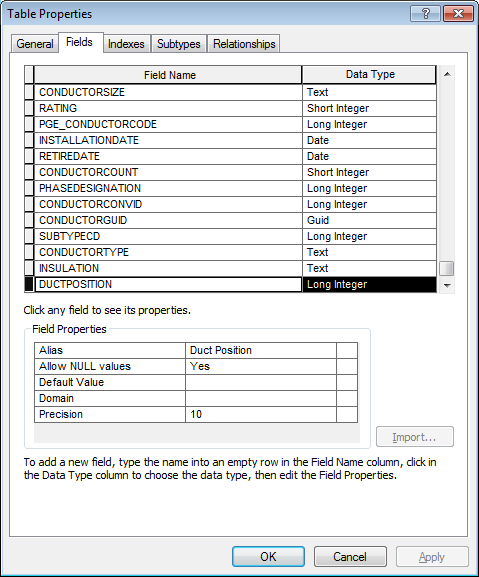 Table Properties
General Fields Indexes Subtypes Relationships
Field Name Data Type
CONDUCTORSIZE Text
RATING Short Integer
PGE_CONDUCTORCODE Long Integer
INSTALLATIONDATE Date
RETIREDATE Date
CONDUCTORCOUNT Short Integer
PHASEDESIGNATION Long Integer
CONDUCTORCONVID Long Integer
CONDUCTORGUID Guid
SUBTYPECD Long Integer
CONDUCTORTYPE Text
INSULATION Text
DUCTPOSITION Long Integer
Click any field to see its properties.
Field Properties
Alias Duct Position
Allow NULL values Yes
Default Value
Domain
Precision 10
Import...
To add a new field, type the name into an empty row in the Field Name column, click in
the Data Type column to choose the data type, then edit the Field Properties.
OK Cancel Apply